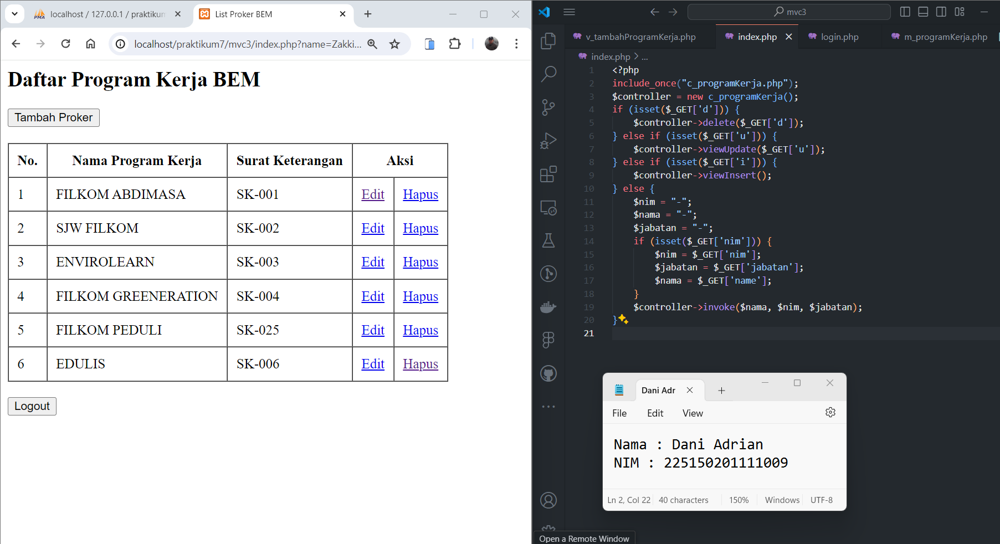 localhost / 127.0.0.1 / praktikum
List Proker BEM
localhost/praktikum7/mvc3/index.php?name=Zakki...
Daftar Program Kerja BEM
Tambah Proker
No. Nama Program Kerja Surat Keterangan Aksi
1 FILKOM ABDIMASA SK-001 Edit Hapus
2 SJW FILKOM SK-002 Edit Hapus
3 ENVIROLEARN SK-003 Edit Hapus
4 FILKOM GREENERATION SK-004 Edit Hapus
5 FILKOM PEDULI SK-025 Edit Hapus
6 EDULIS SK-006 Edit Hapus
Logout
mvc3
v_tambahProgramKerja.php index.php login.php m_programKerja.php
index.php > ...
1 <?php
2 include_once("c_programKerja.php");
3 $controller = new c_programKerja();
4 if (isset($_GET['d'])) {
5 $controller->delete($_GET['d']);
6 } else if (isset($_GET['u'])) {
7 $controller->viewUpdate($_GET['u']);
8 } else if (isset($_GET['i'])) {
9 $controller->viewInsert();
10 } else {
11 $nim = "-";
12 $nama = "-";
13 $jabatan = "-";
14 if (isset($_GET['nim'])) {
15 $nim = $_GET['nim'];
16 $jabatan = $_GET['jabatan'];
17 $nama = $_GET['name'];
18 }
19 $controller->invoke($nama, $nim, $jabatan);
20 }
21
Dani Adr
File Edit View
Nama : Dani Adrian
NIM : 225150201111009
Ln 2, Col 22 40 characters 150% Windows UTF-8
Open a Remote Window